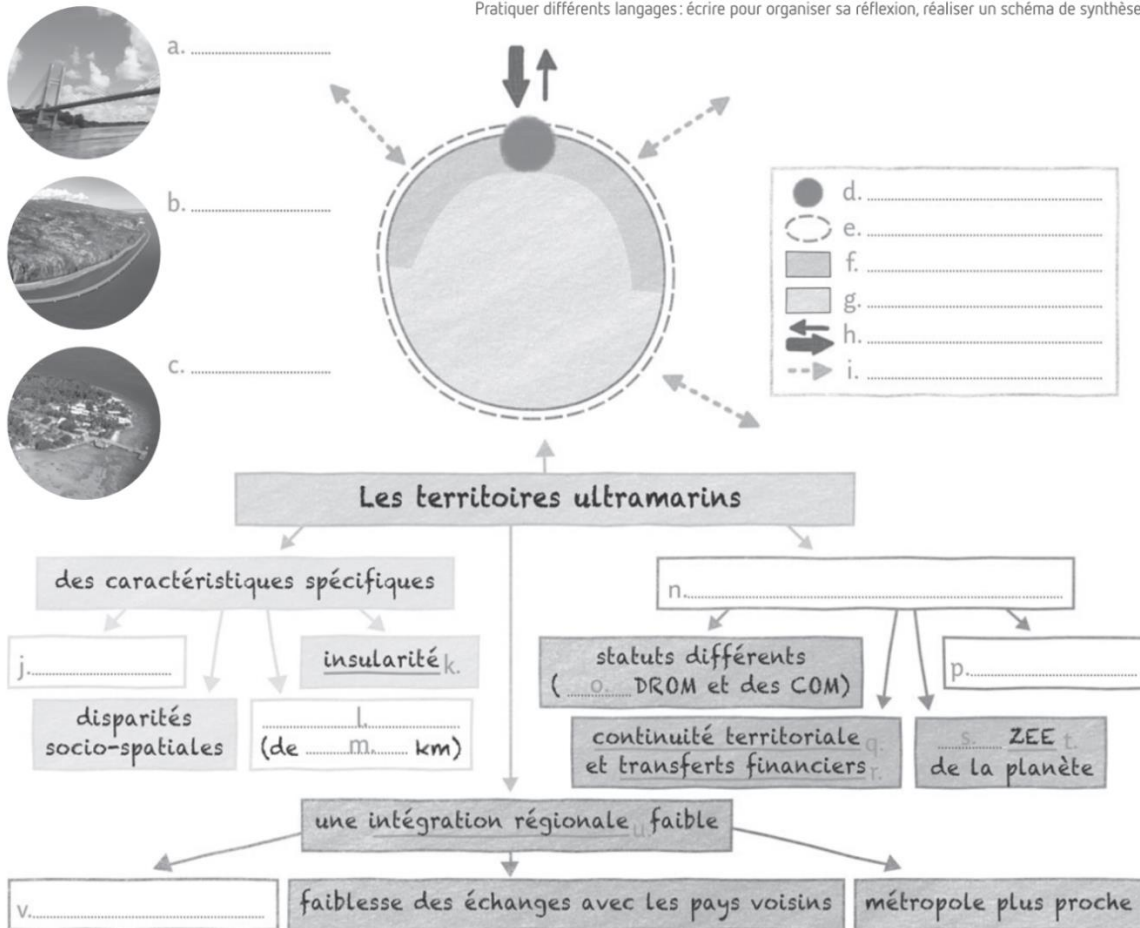 Pratiquer différents langages : écrire pour organiser sa réflexion, réaliser un schéma de synthèse
a.
b.
c.
d.
e.
f.
g.
h.
i.
Les territoires ultramarins
des caractéristiques spécifiques
n.
j.
insularité k.
statuts différents
( o. DROM et des COM)
p.
disparités
socio-spatiales
l.
(de m. km)
continuité territoriale q.
et transferts financiers r.
s. ZEE t.
de la planète
une intégration régionale u. faible
v.
faiblesse des échanges avec les pays voisins
métropole plus proche